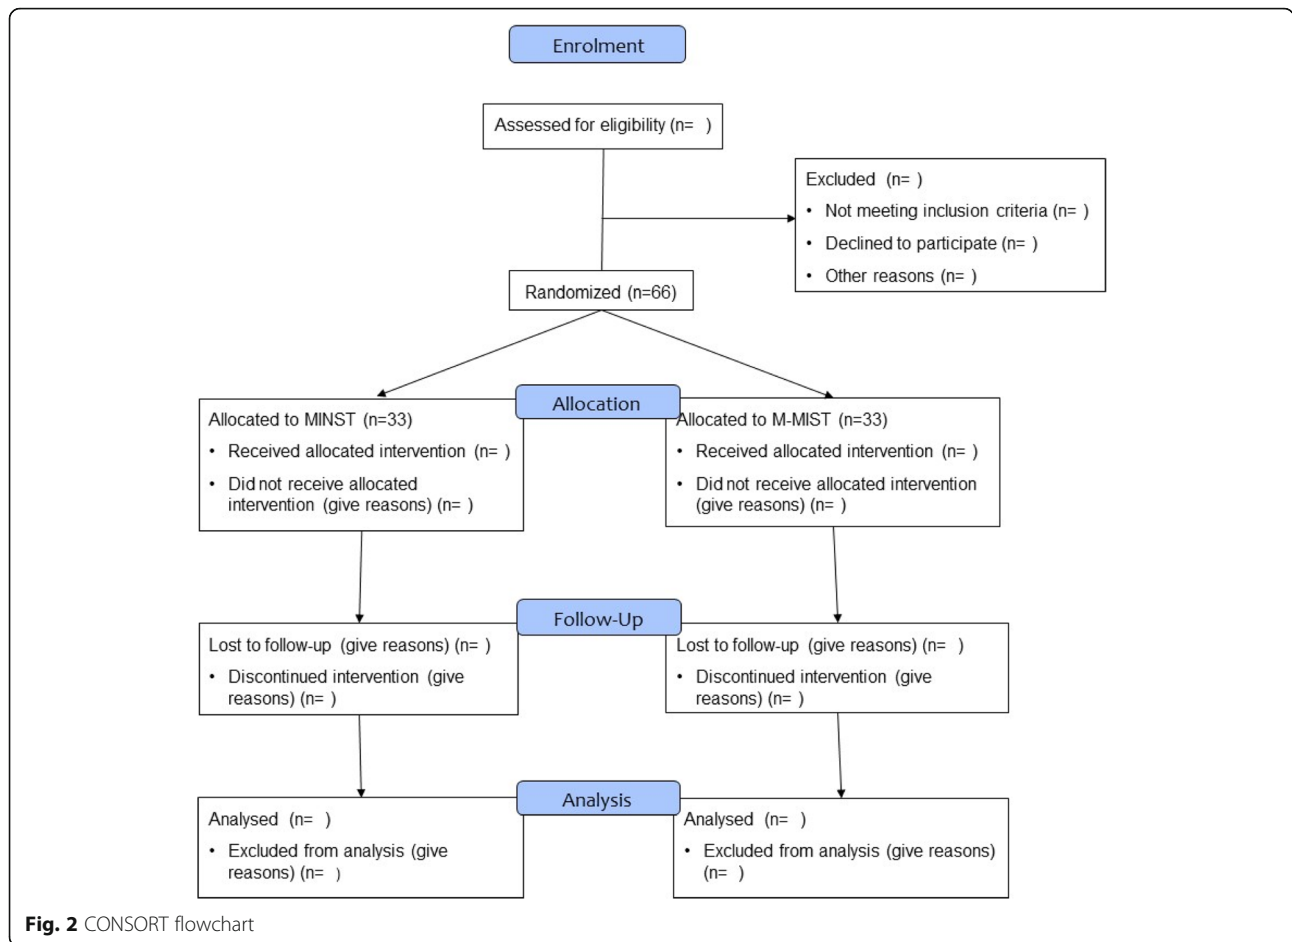 Enrolment
Assessed for eligibility (n=  )
Excluded (n= )
• Not meeting inclusion criteria (n= )
• Declined to participate (n= )
• Other reasons (n= )
Randomized (n=66)
Allocation
Allocated to MINST (n=33)
• Received allocated intervention (n= )
• Did not receive allocated
intervention (give reasons) (n= )
Allocated to M-MIST (n=33)
• Received allocated intervention (n= )
• Did not receive allocated intervention
(give reasons) (n= )
Follow-Up
Lost to follow-up (give reasons) (n= )
• Discontinued intervention (give
reasons) (n= )
Lost to follow-up (give reasons) (n=  )
• Discontinued intervention (give
reasons) (n= )
Analysis
Analysed (n=  )
• Excluded from analysis (give
reasons) (n=  )
Analysed (n=  )
• Excluded from analysis (give reasons)
(n=  )
Fig. 2 CONSORT flowchart